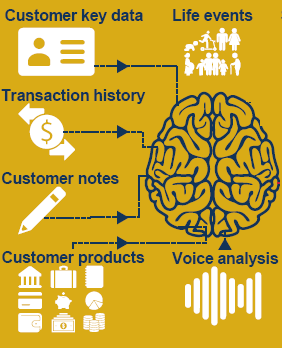 Customer key data
Life events
Transaction history
$
Customer notes
Customer products
Voice analysis